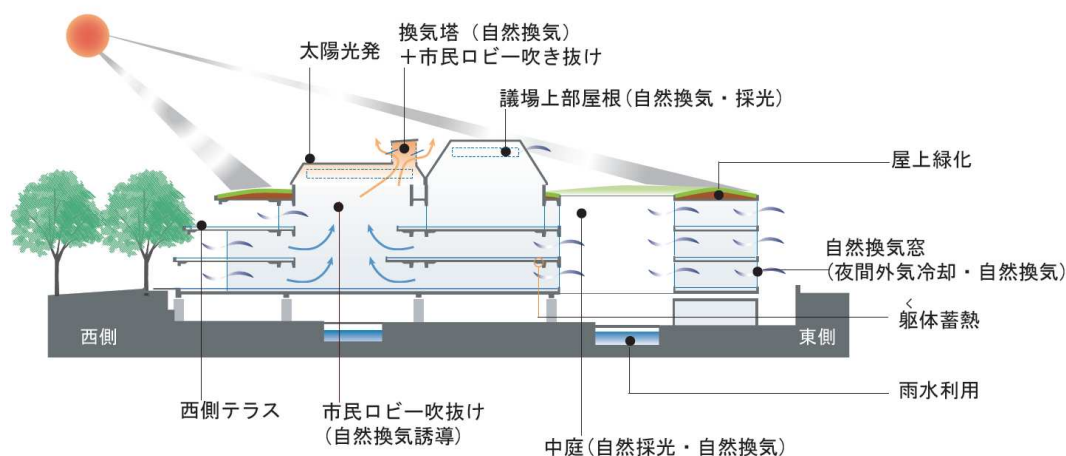 太陽光発
換気塔（自然換気）
＋市民ロビー吹き抜け
議場上部屋根（自然換気・採光）
屋上緑化
自然換気窓
（夜間外気冷却・自然換気）
く
躯体蓄熱
西側
東側
雨水利用
西側テラス
市民ロビー吹抜け
（自然換気誘導）
中庭（自然採光・自然換気）